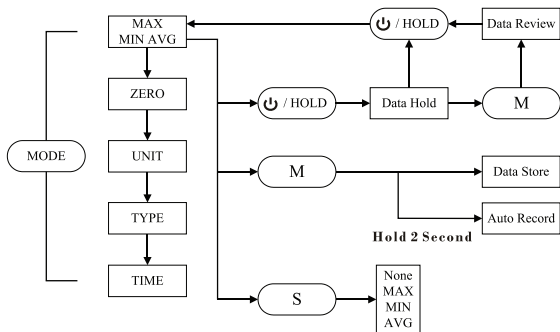 MAX
MIN AVG
/ HOLD
Data Review
ZERO
/ HOLD
Data Hold
M
MODE
UNIT
M
Data Store
TYPE
Auto Record
Hold 2 Second
TIME
S
None
MAX
MIN
AVG